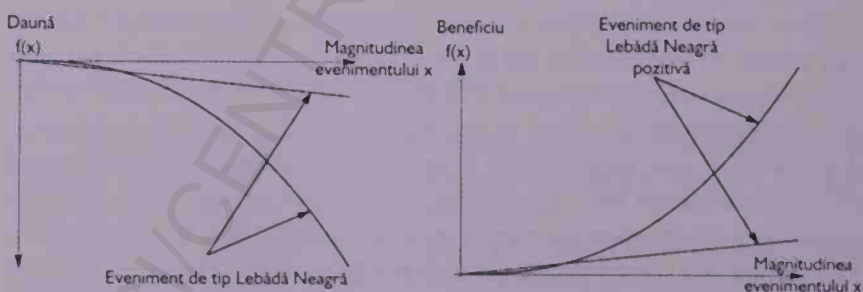 Daună
f(x)
Magnitudinea
evenimentului x
Eveniment de tip Lebădă Neagră
Beneficiu
f(x)
Eveniment de tip
Lebădă Neagră
pozitivă
Magnitudinea
evenimentului x